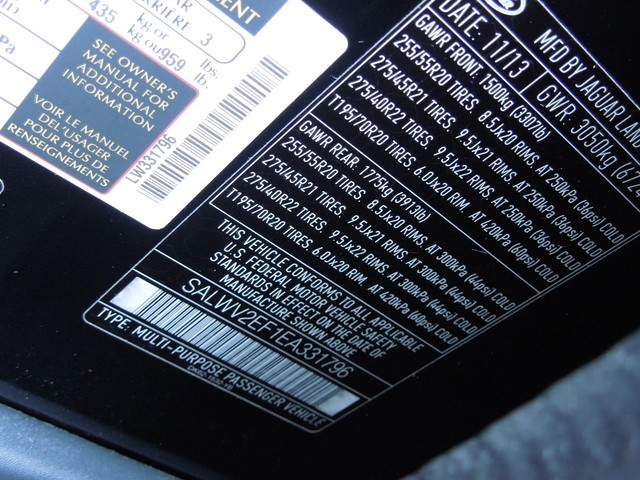 ARRIÈRE 3
435 kg or lbs.
kg ou 959 lb.
SEE OWNER'S
MANUAL FOR
ADDITIONAL
INFORMATION
VOIR LE MANUEL
DE L'USAGER
POUR PLUS DE
RENSEIGNEMENTS
LW331796
MFD BY JAGUAR LAND
DATE: 11/13 GWR: 3050kg
GAWR FRONT: 1500kg (3307lb)
255/55R20 TIRES. 8.5Jx20 RIMS. AT 250kPa (36psi) COLD
275/45R21 TIRES. 9.5Jx21 RIMS. AT 250kPa (36psi) COLD
275/40R22 TIRES. 9.5Jx22 RIMS. AT 250kPa (36psi) COLD
T195/70R20 TIRES. 6.0Jx20 RIM. AT 420kPa (60psi) COLD
GAWR REAR: 1775kg (3913lb)
255/55R20 TIRES. 8.5Jx20 RIMS. AT 300kPa (44psi) COLD
275/45R21 TIRES. 9.5Jx21 RIMS. AT 300kPa (44psi) COLD
275/40R22 TIRES. 9.5Jx22 RIMS. AT 300kPa (44psi) COLD
T195/70R20 TIRES. 6.0Jx20 RIM. AT 420kPa (60psi) COLD
THIS VEHICLE CONFORMS TO ALL APPLICABLE
U.S. FEDERAL MOTOR VEHICLE SAFETY
STANDARDS IN EFFECT ON THE DATE OF
MANUFACTURE SHOWN ABOVE
SALWV2EF1EA331796
TYPE: MULTI-PURPOSE PASSENGER VEHICLE